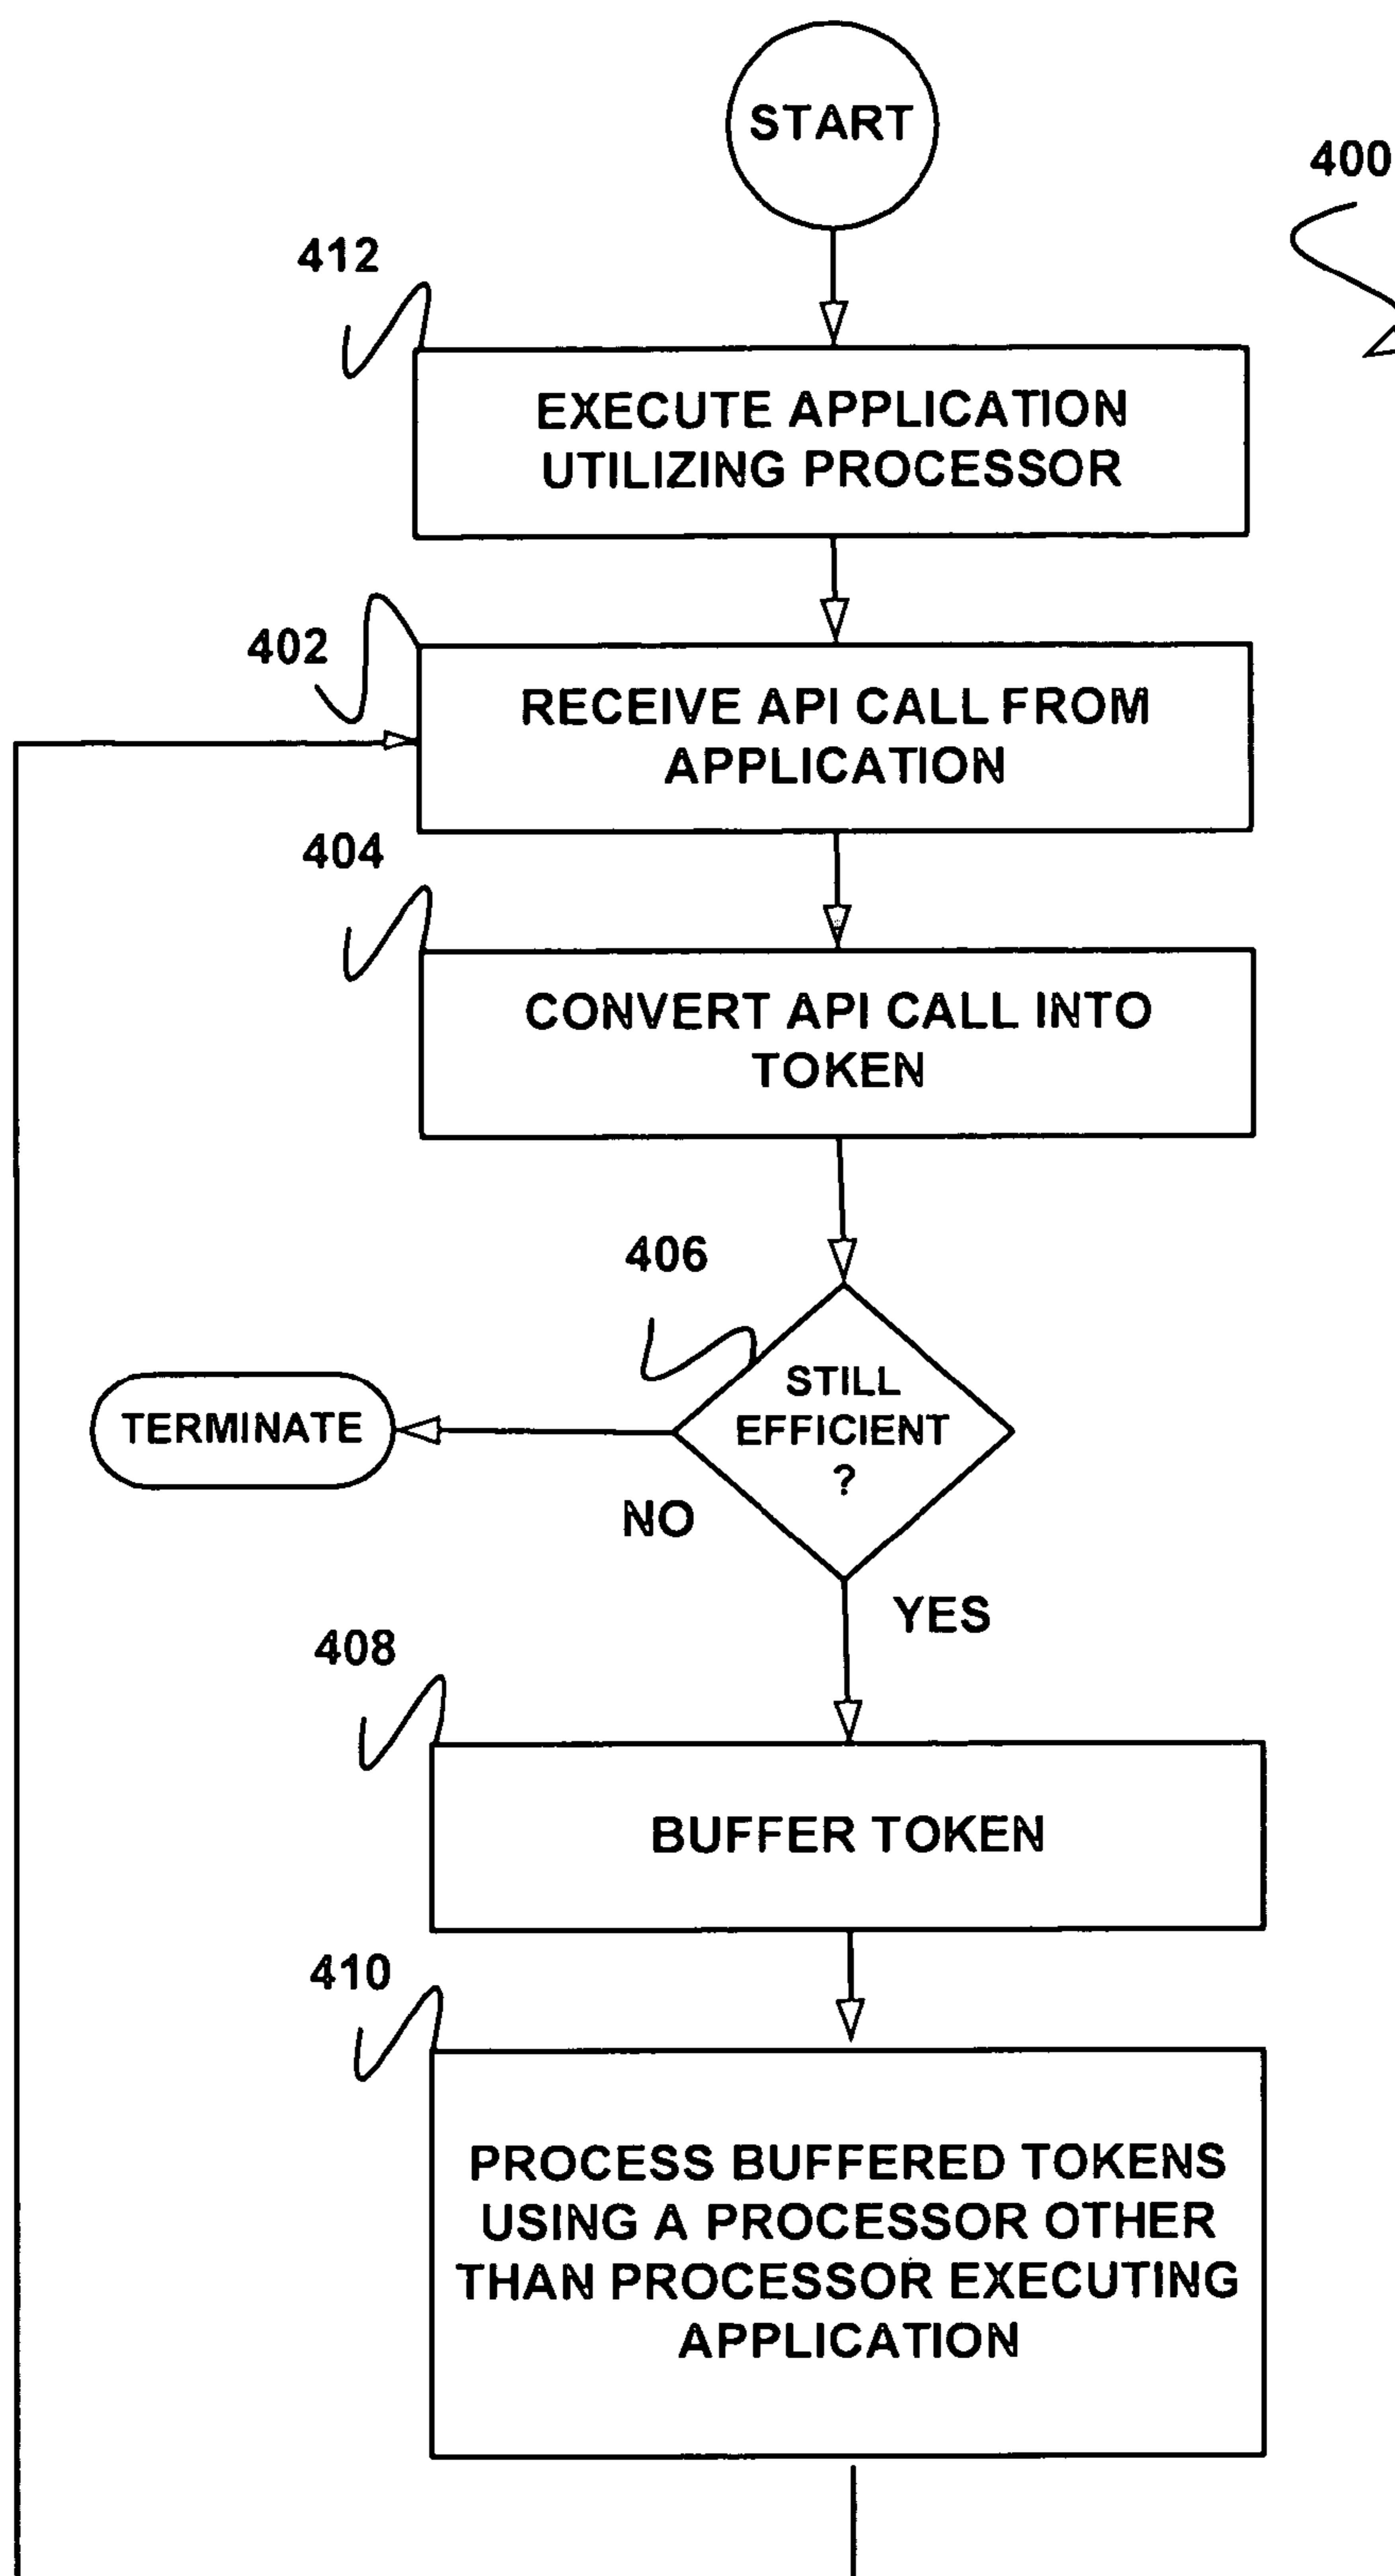 START
400
412
EXECUTE APPLICATION
UTILIZING PROCESSOR
402
RECEIVE API CALL FROM
APPLICATION
404
CONVERT API CALL INTO
TOKEN
406
STILL
EFFICIENT
?
TERMINATE
NO
YES
408
BUFFER TOKEN
410
PROCESS BUFFERED TOKENS
USING A PROCESSOR OTHER
THAN PROCESSOR EXECUTING
APPLICATION